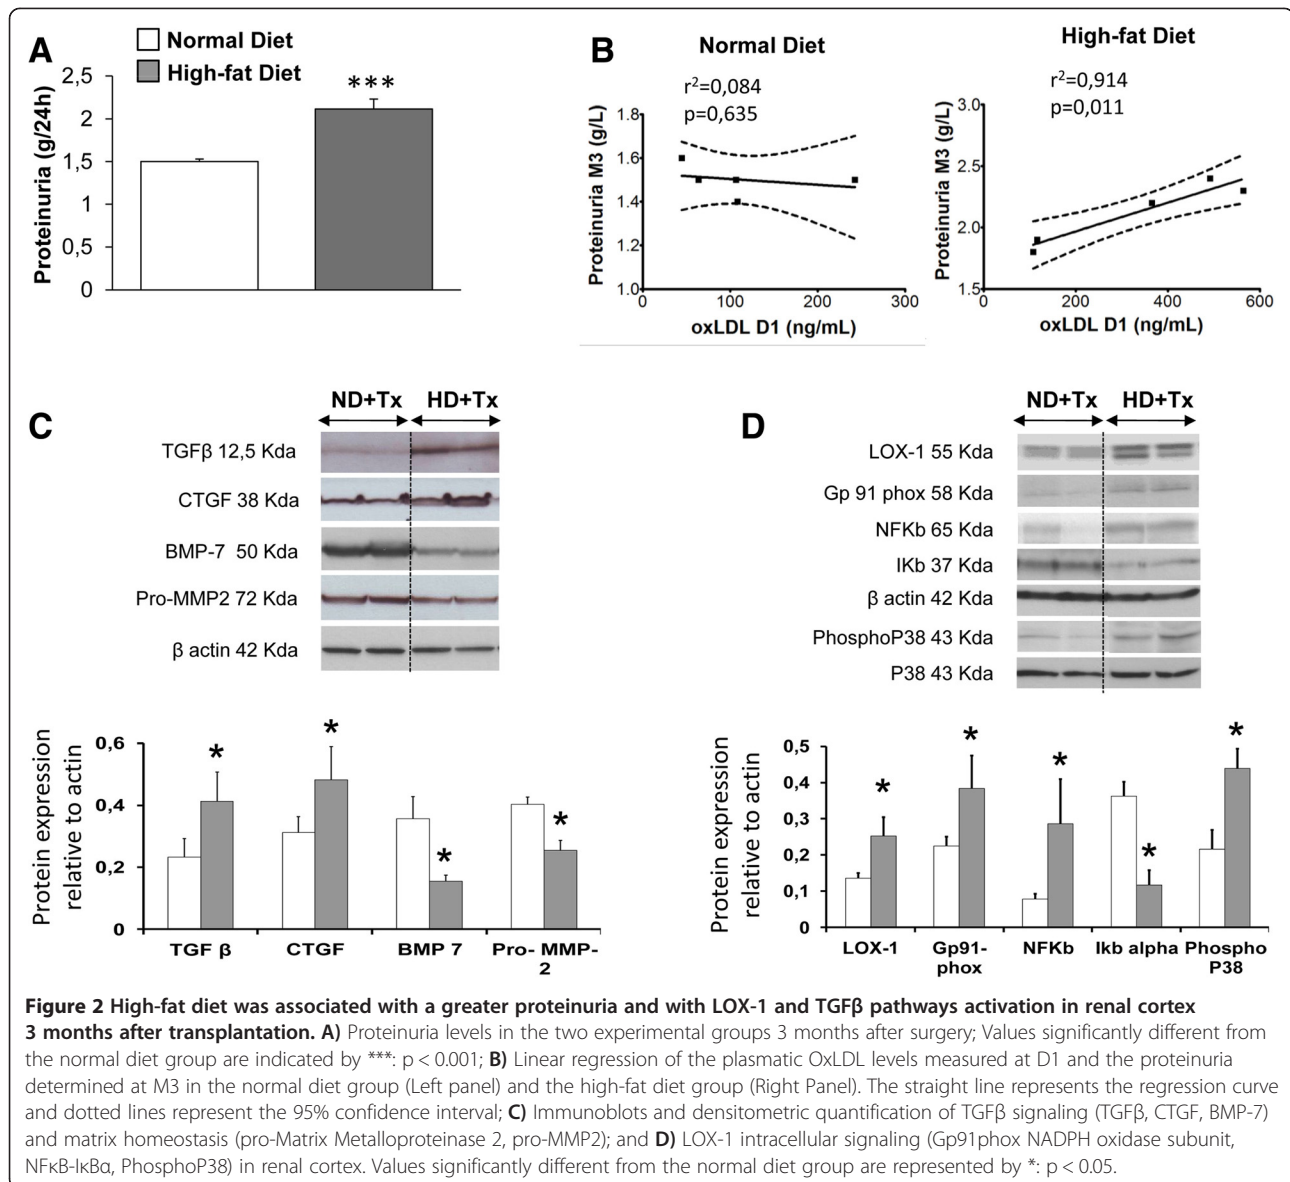 A
Normal Diet
High-fat Diet
2,5
2
1,5
1
0,5
0
Proteinuria (g/24h)
***
B
Normal Diet
r²=0,084
p=0,635
1.8
1.6
1.4
1.2
1.0
Proteinuria M3 (g/L)
0 100 200 300
oxLDL D1 (ng/mL)
High-fat Diet
r²=0,914
p=0,011
3.0
2.5
2.0
1.5
Proteinuria M3 (g/L)
0 200 400 600
oxLDL D1 (ng/mL)
C
ND+Tx HD+Tx
TGFβ 12,5 Kda
CTGF 38 Kda
BMP-7 50 Kda
Pro-MMP2 72 Kda
β actin 42 Kda
Protein expression
relative to actin
0,6
0,4
0,2
0
* * * *
TGF β CTGF BMP 7 Pro- MMP-
2
D
ND+Tx HD+Tx
LOX-1 55 Kda
Gp 91 phox 58 Kda
NFKb 65 Kda
IKb 37 Kda
β actin 42 Kda
PhosphoP38 43 Kda
P38 43 Kda
Protein expression
relative to actin
0,5
0,4
0,3
0,2
0,1
0
* * * * *
LOX-1 Gp91- NFKb Ikb alpha Phospho
phox P38
Figure 2 High-fat diet was associated with a greater proteinuria and with LOX-1 and TGFβ pathways activation in renal cortex
3 months after transplantation. A) Proteinuria levels in the two experimental groups 3 months after surgery; Values significantly different from
the normal diet group are indicated by ***: p < 0.001; B) Linear regression of the plasmatic OxLDL levels measured at D1 and the proteinuria
determined at M3 in the normal diet group (Left panel) and the high-fat diet group (Right Panel). The straight line represents the regression curve
and dotted lines represent the 95% confidence interval; C) Immunoblots and densitometric quantification of TGFβ signaling (TGFβ, CTGF, BMP-7)
and matrix homeostasis (pro-Matrix Metalloproteinase 2, pro-MMP2); and D) LOX-1 intracellular signaling (Gp91phox NADPH oxidase subunit,
NFκB-IκBα, PhosphoP38) in renal cortex. Values significantly different from the normal diet group are represented by *: p < 0.05.